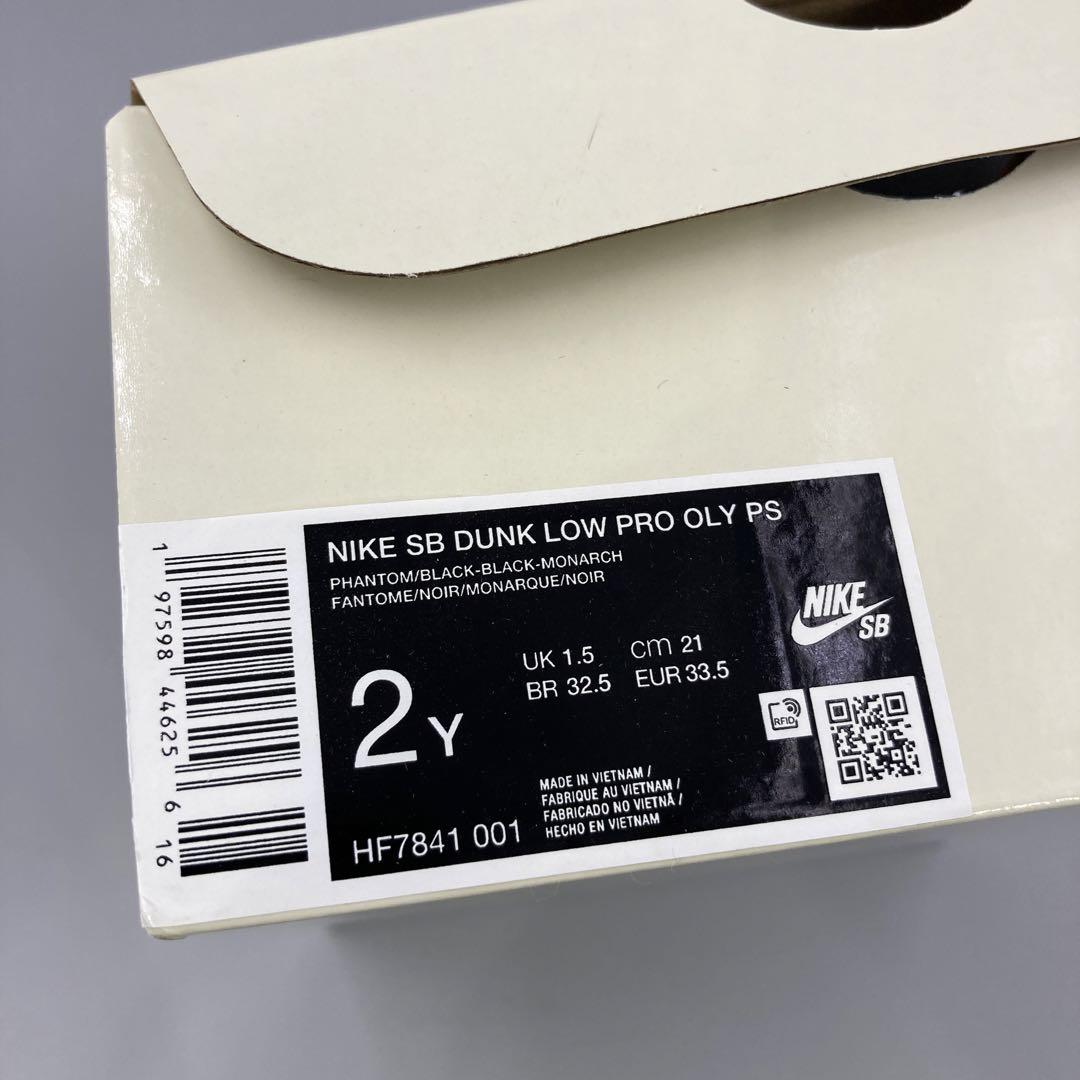 NIKE SB DUNK LOW PRO OLY PS
PHANTOM/BLACK-BLACK-MONARCH
FANTOME/NOIR/MONARQUE/NOIR
NIKE
SB
2Y
UK 1.5 cm 21
BR 32.5 EUR 33.5
RFID
MADE IN VIETNAM /
FABRIQUE AU VIETNAM /
FABRICADO NO VIETNÃ /
HECHO EN VIETNAM
HF7841 001
1 97598 44625 6 16